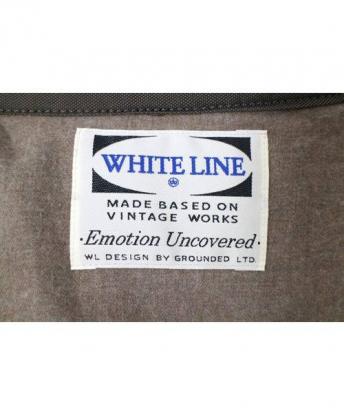 WHITE LINE
MADE BASED ON
VINTAGE WORKS
·Emotion Uncovered·
WL DESIGN BY GROUNDED LTD.